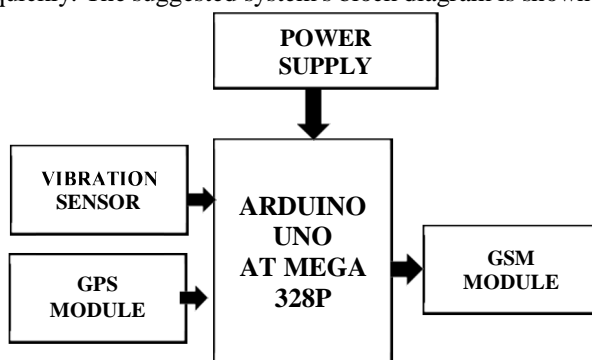 quickly. The suggested system's block diagram is shown
POWER
SUPPLY
VIBRATION
SENSOR
ARDUINO
UNO
AT MEGA
328P
GPS
MODULE
GSM
MODULE